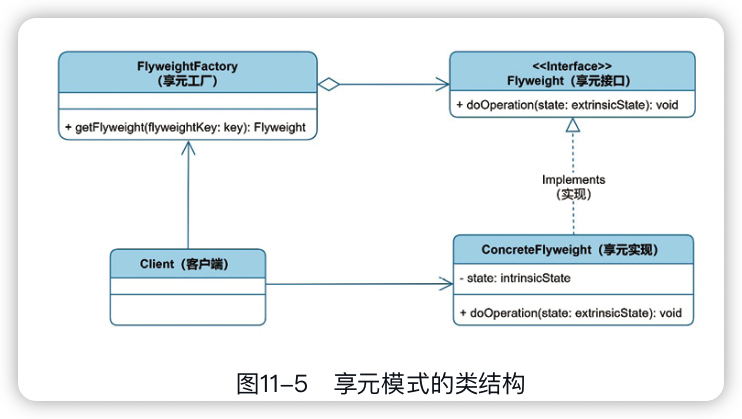 FlyweightFactory
（享元工厂）
+ getFlyweight(flyweightKey: key): Flyweight
<<Interface>>
Flyweight（享元接口）
+ doOperation(state: extrinsicState): void
Implements
（实现）
Client（客户端）
ConcreteFlyweight（享元实现）
- state: intrinsicState
+ doOperation(state: extrinsicState): void
图11-5 享元模式的类结构